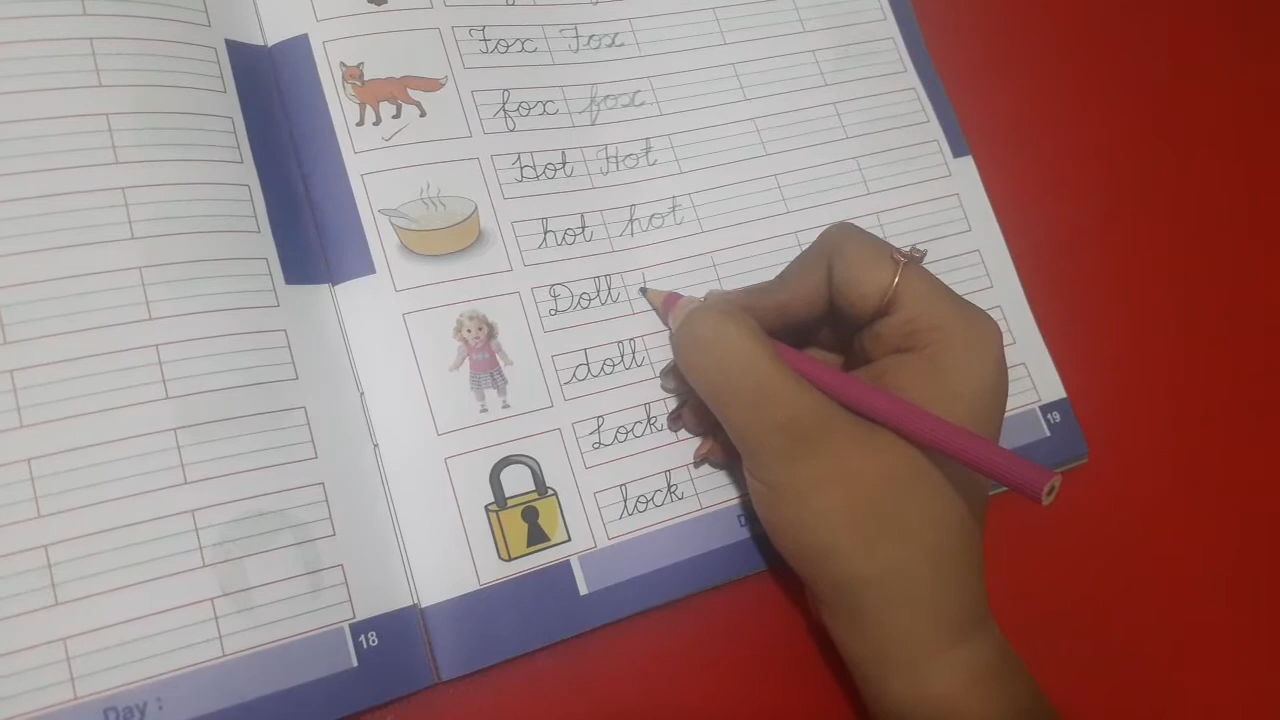 Fox Fox
fox fox
Hot Hot
hot hot
Doll
doll
Lock
lock
19
18
Day :